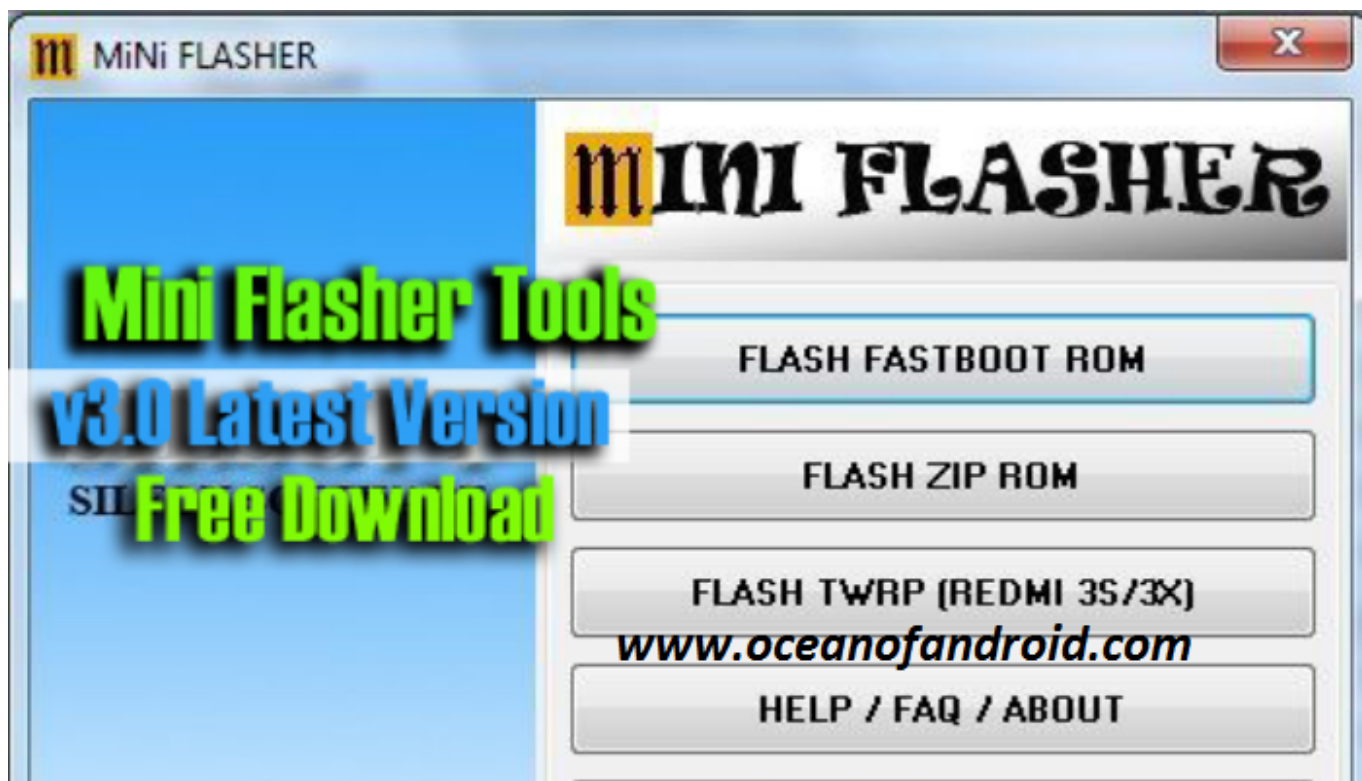 MiNi FLASHER
MINI FLASHER
Mini Flasher Tools
v3.0 Latest Version
Free Download
FLASH FASTBOOT ROM
FLASH ZIP ROM
FLASH TWRP (REDMI 3S/3X)
www.oceanofandroid.com
HELP / FAQ / ABOUT